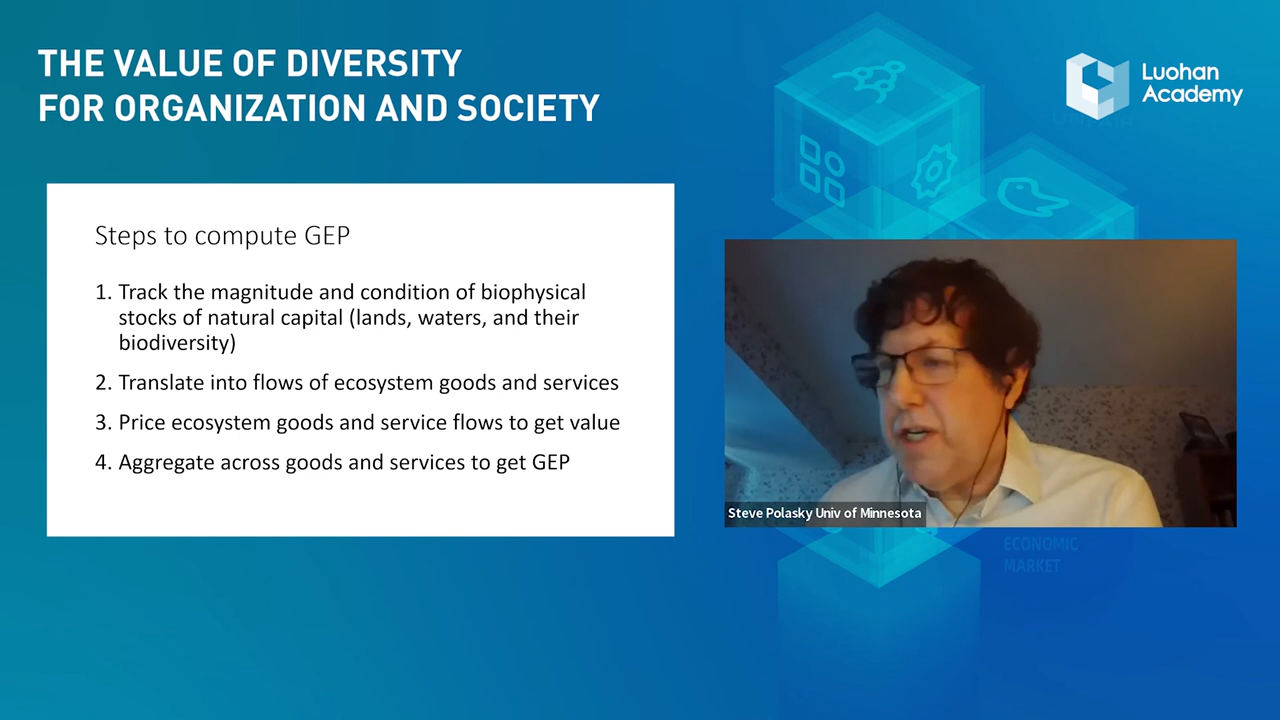 THE VALUE OF DIVERSITY
FOR ORGANIZATION AND SOCIETY
Luohan
Academy
Steps to compute GEP
1. Track the magnitude and condition of biophysical
stocks of natural capital (lands, waters, and their
biodiversity)
2. Translate into flows of ecosystem goods and services
3. Price ecosystem goods and service flows to get value
4. Aggregate across goods and services to get GEP
Steve Polasky Univ of Minnesota
ECONOMIC
MARKET